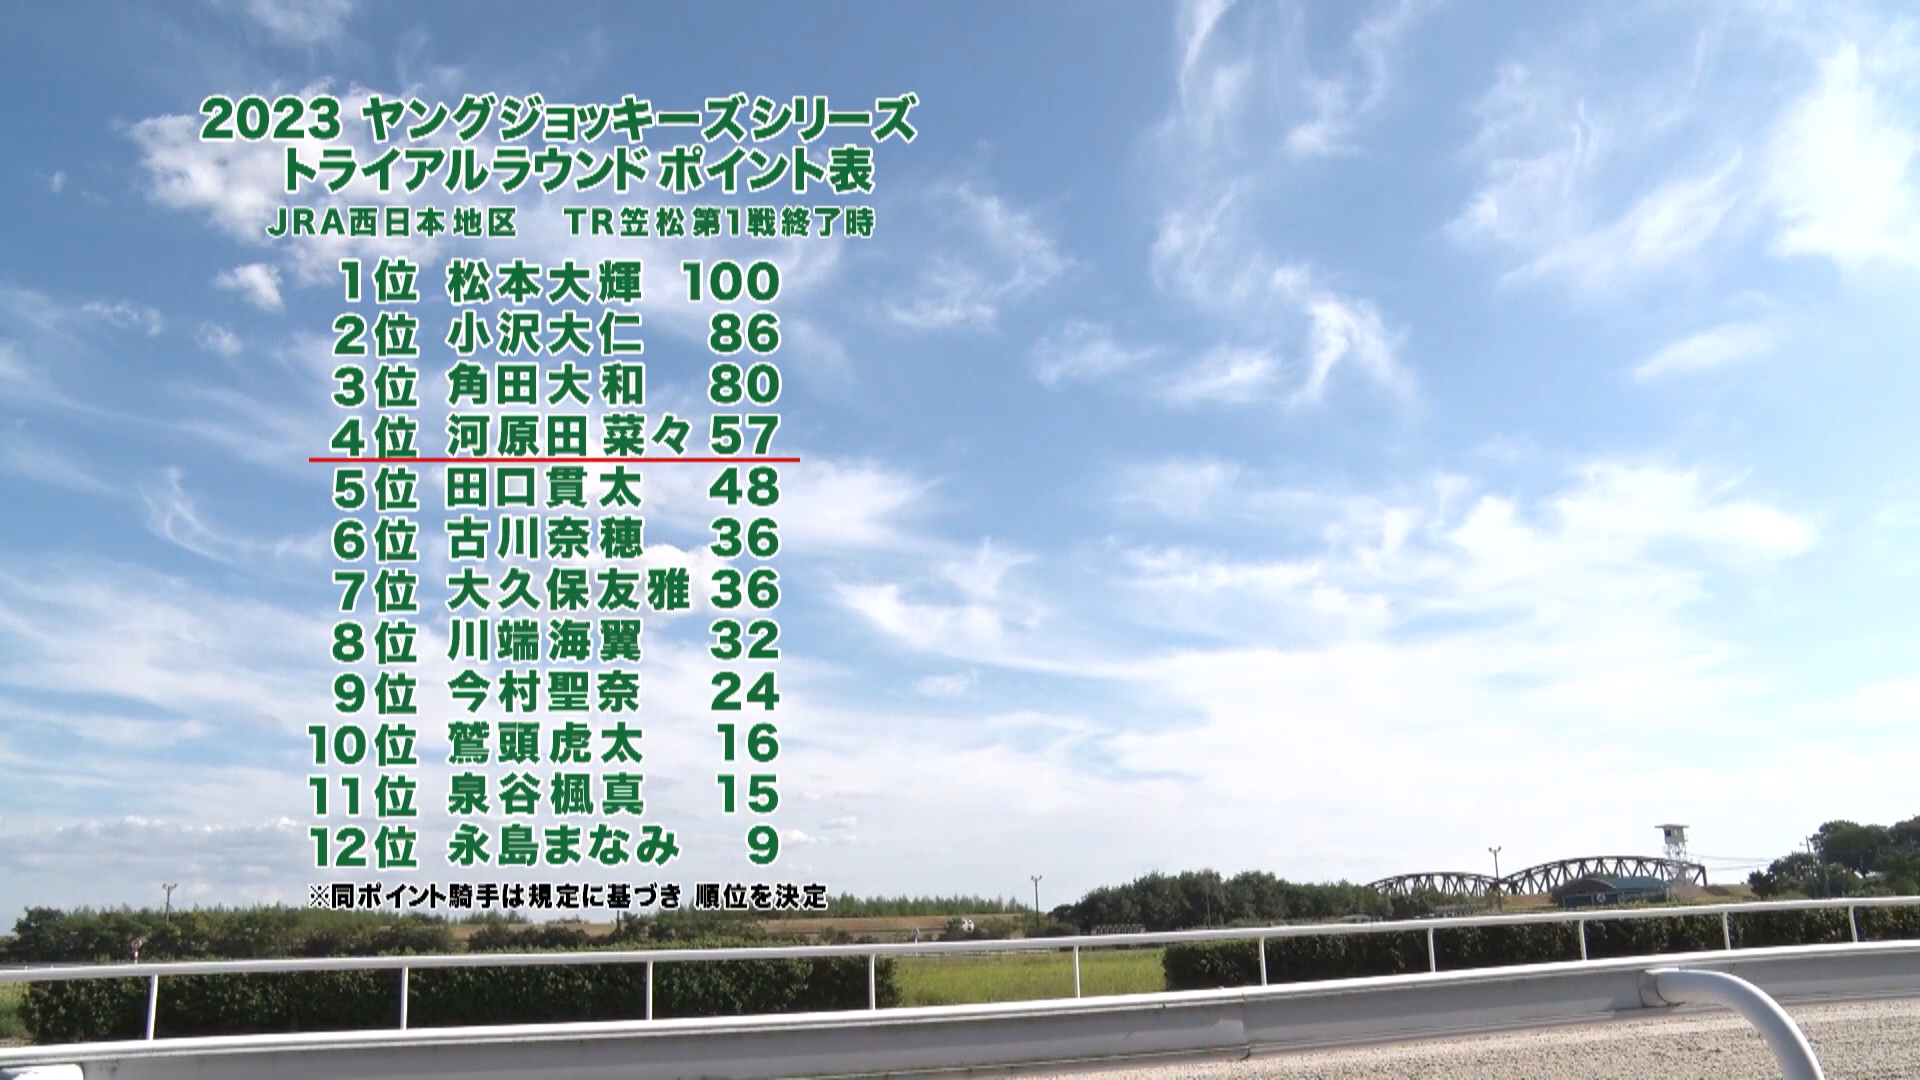 2023 ヤングジョッキーズシリーズ
トライアルラウンド ポイント表
JRA西日本地区 TR笠松第1戦終了時
1位 松本大輝 100
2位 小沢大仁 86
3位 角田大和 80
4位 河原田菜々 57
5位 田口貫太 48
6位 古川奈穂 36
7位 大久保友雅 36
8位 川端海翼 32
9位 今村聖奈 24
10位 鷲頭虎太 16
11位 泉谷楓真 15
12位 永島まなみ 9
※同ポイント騎手は規定に基づき 順位を決定